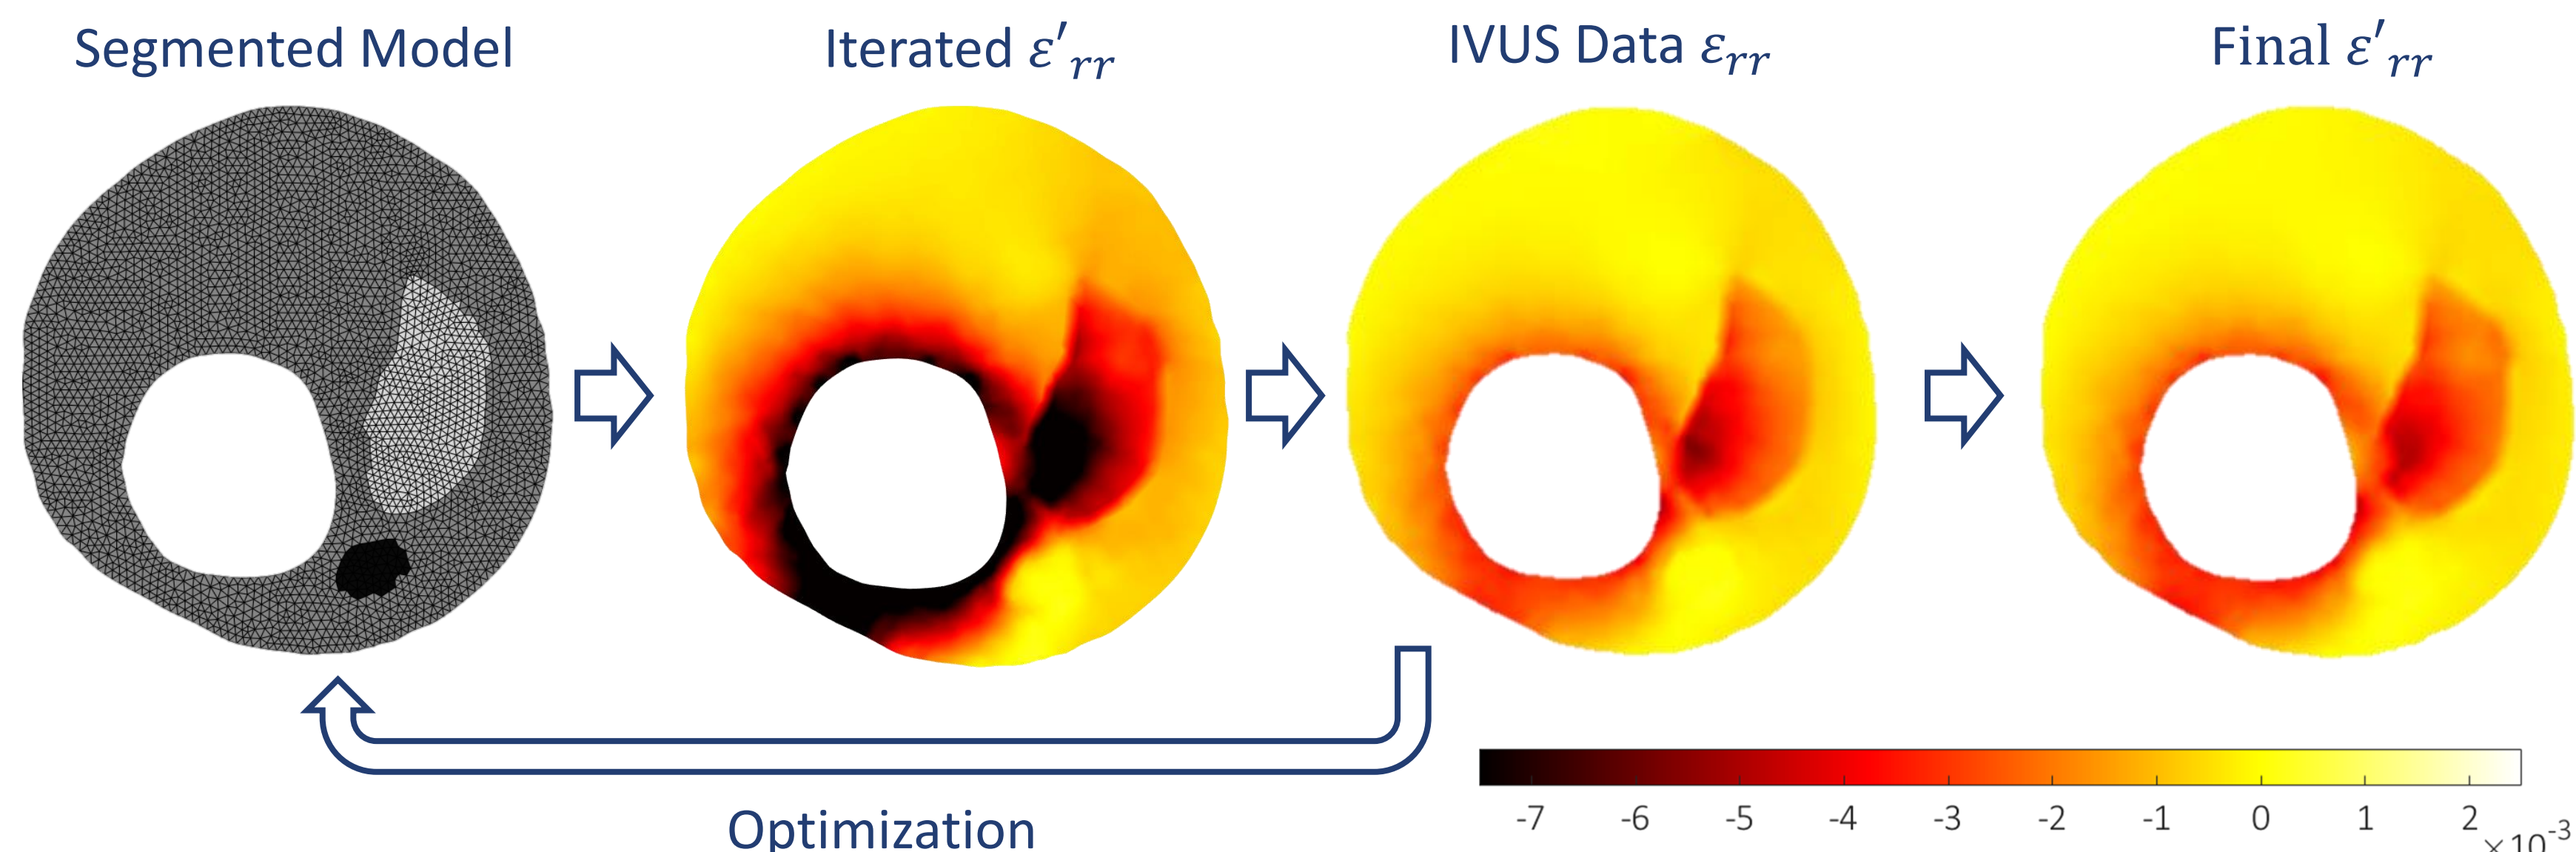 Segmented Model
Iterated ε′rr
IVUS Data εrr
Final ε′rr
Optimization
-7 -6 -5 -4 -3 -2 -1 0 1 2
×10-3